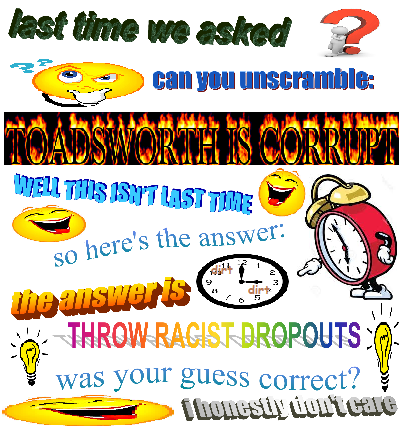 last time we asked
can you unscramble:
TOADSWORTH IS CORRUPT
WELL THIS ISN'T LAST TIME
so here's the answer:
dirt
dirt
the answer is
THROW RACIST DROPOUTS
was your guess correct?
i honestly don't care